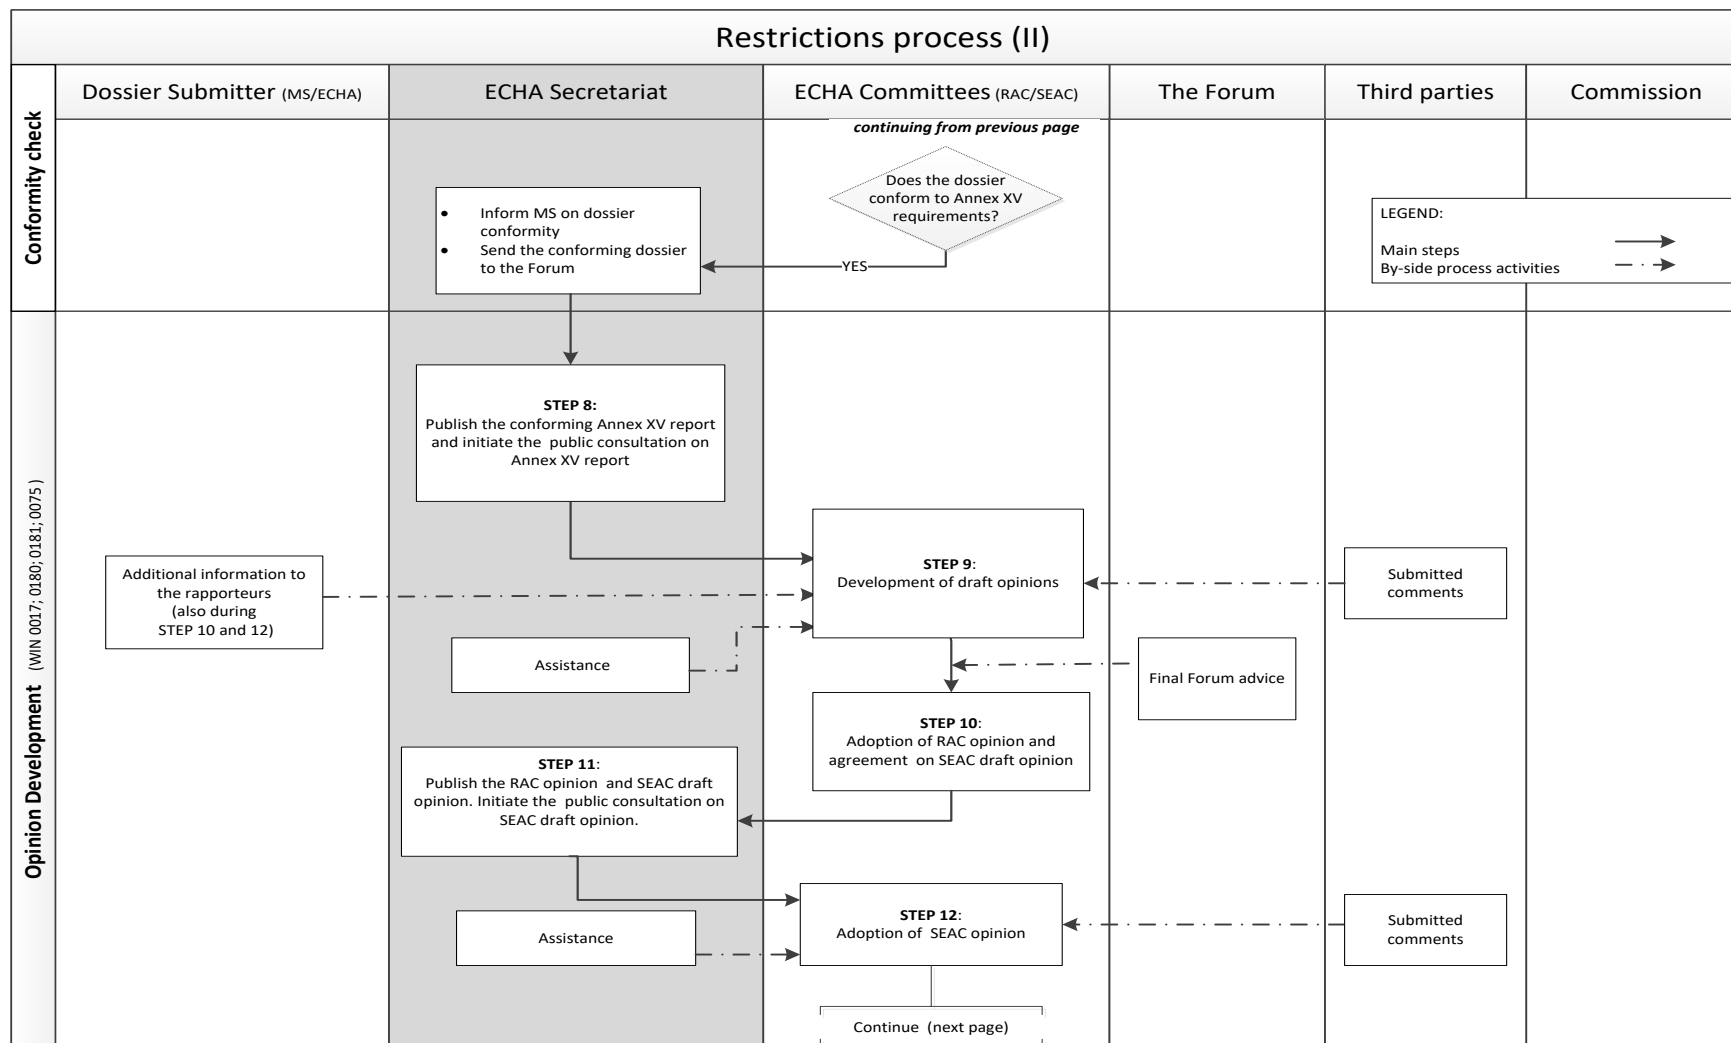 Restrictions process (II)
Dossier Submitter (MS/ECHA)
ECHA Secretariat
ECHA Committees (RAC/SEAC)
The Forum
Third parties
Commission
Conformity check
continuing from previous page
Does the dossier
conform to Annex XV
requirements?
YES
• Inform MS on dossier
conformity
• Send the conforming dossier
to the Forum
LEGEND:
Main steps
By-side process activities
Opinion Development (WIN 0017; 0180; 0181; 0075 )
STEP 8:
Publish the conforming Annex XV report
and initiate the public consultation on
Annex XV report
STEP 9:
Development of draft opinions
Additional information to
the rapporteurs
(also during
STEP 10 and 12)
Submitted
comments
Assistance
Final Forum advice
STEP 10:
Adoption of RAC opinion and
agreement on SEAC draft opinion
STEP 11:
Publish the RAC opinion and SEAC draft
opinion. Initiate the public consultation on
SEAC draft opinion.
STEP 12:
Adoption of SEAC opinion
Assistance
Submitted
comments
Continue (next page)